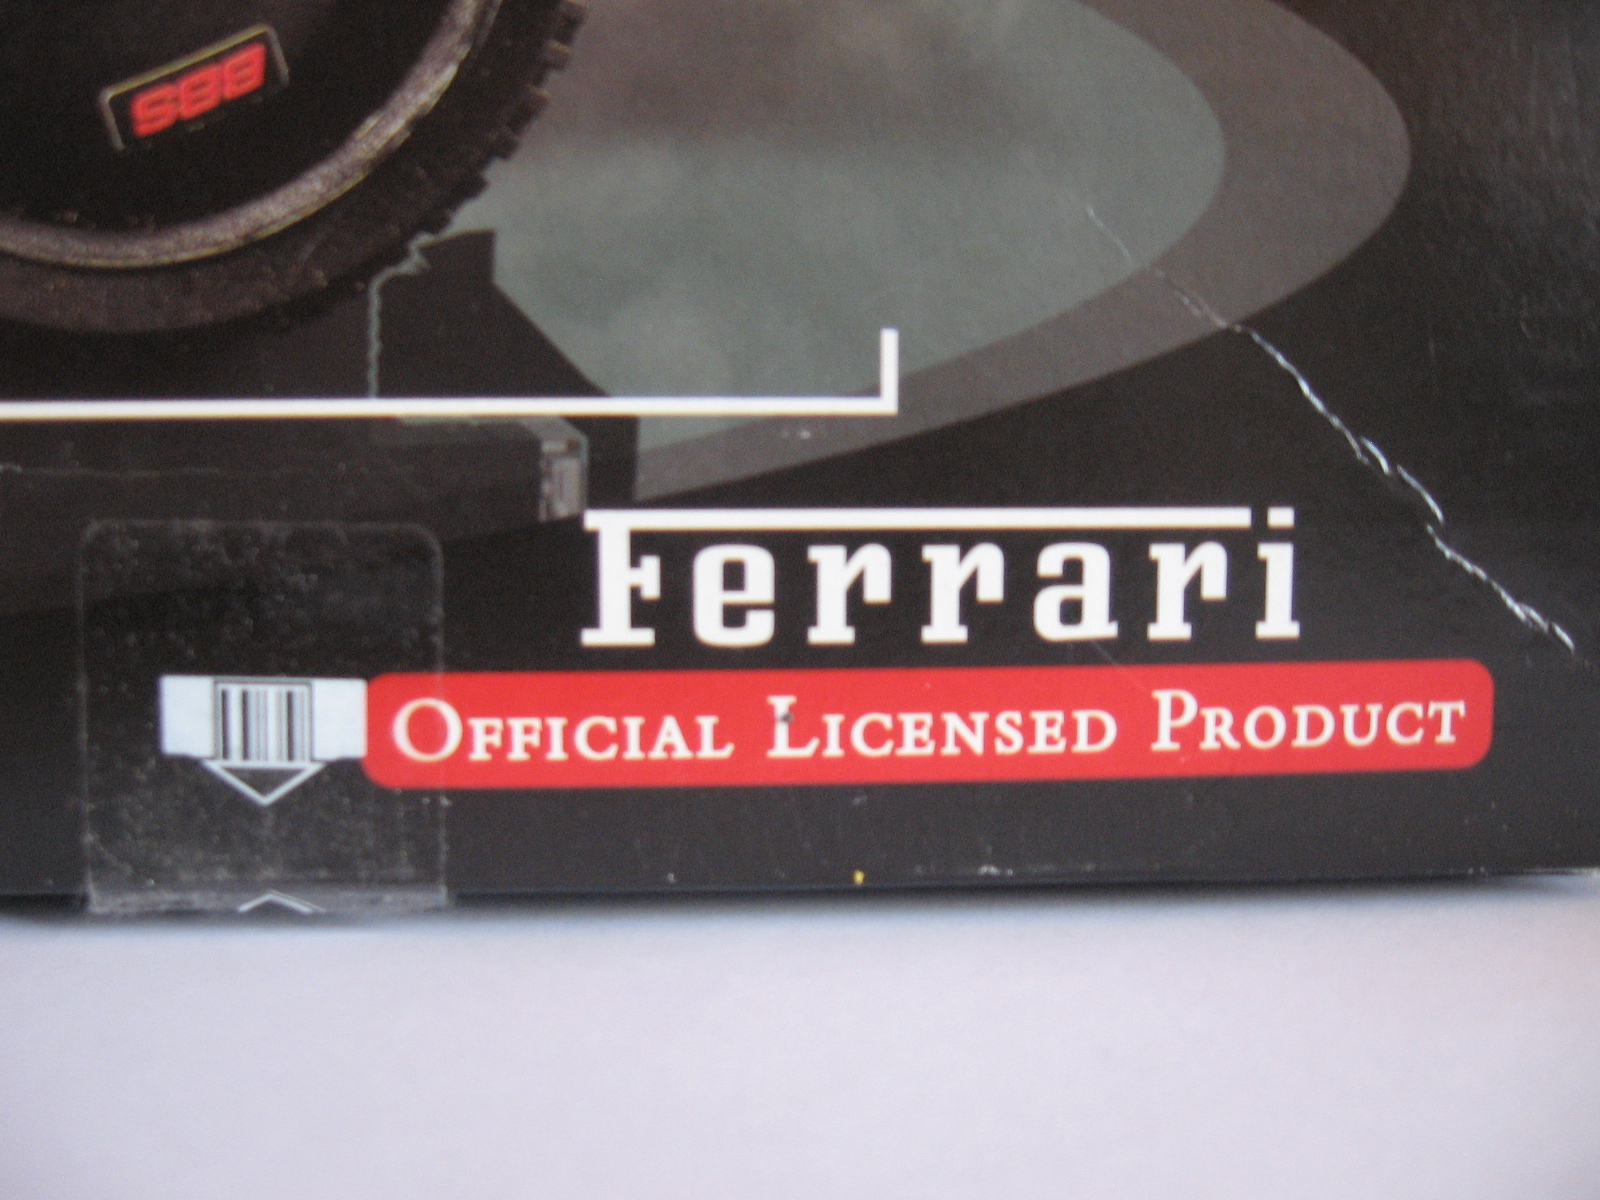 Ferrari
OFFICIAL LICENSED PRODUCT